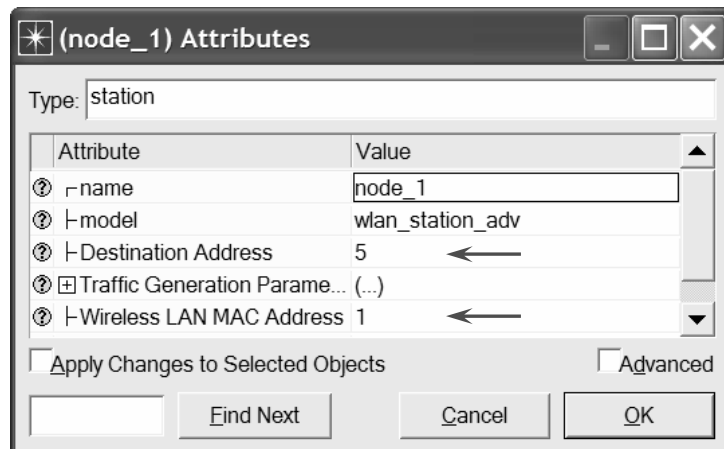 (node_1) Attributes
Type: station
Attribute Value
name node_1
model wlan_station_adv
Destination Address 5
Traffic Generation Parame... (...)
Wireless LAN MAC Address 1
Apply Changes to Selected Objects Advanced
Find Next Cancel OK